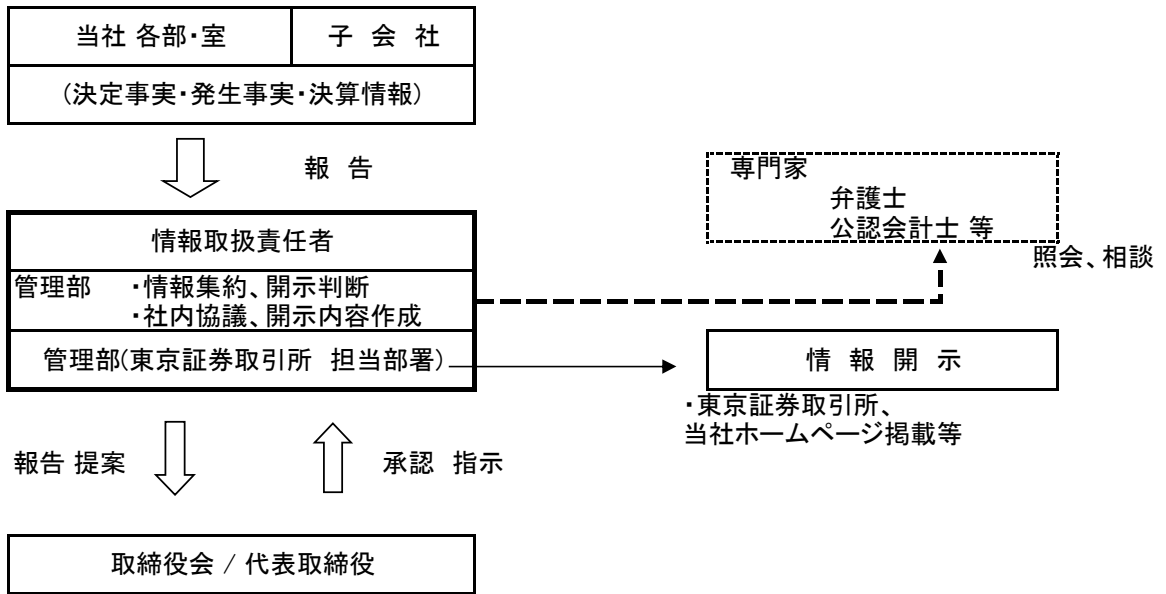 当社 各部・室
子 会 社
(決定事実・発生事実・決算情報)
報 告
専門家
弁護士
公認会計士 等
照会、相談
情報取扱責任者
管理部 ・情報集約、開示判断
・社内協議、開示内容作成
管理部(東京証券取引所 担当部署)
情 報 開 示
・東京証券取引所、
当社ホームページ掲載等
報告 提案
承認 指示
取締役会 / 代表取締役